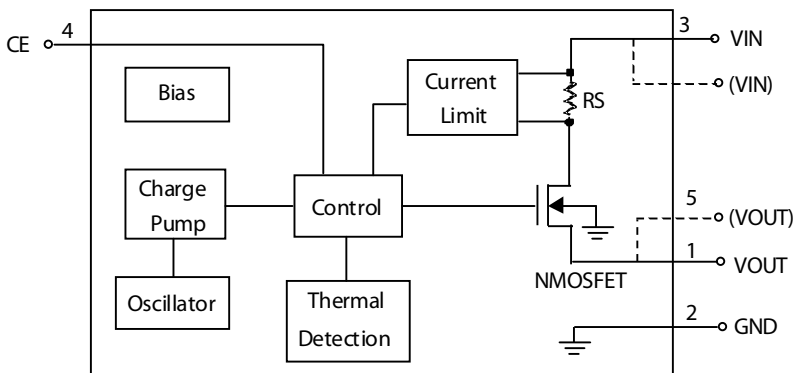 CE 4
3 VIN
(VIN)
Bias
Current
Limit
RS
Charge
Pump
Control
5 (VOUT)
1 VOUT
NMOSFET
Oscillator
Thermal
Detection
2 GND